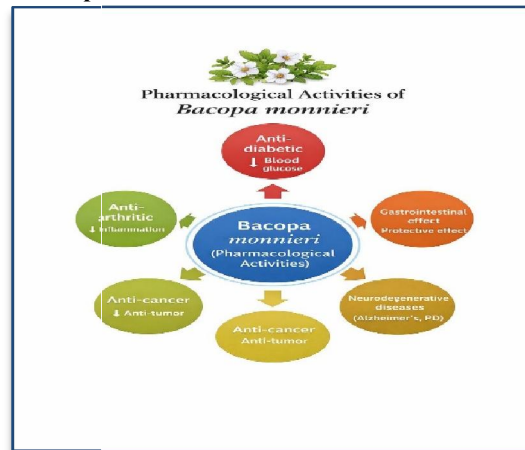 Pharmacological Activities of
Bacopa monnieri
Anti-
diabetic
↓ Blood
glucose
Anti-
arthritic
↓ Inflammation
Bacopa
monnieri
(Pharmacological
Activities)
Gastrointestinal
effect
Protective effect
Anti-cancer
↓ Anti-tumor
Neurodegenerative
diseases
(Alzheimer's, PD)
Anti-cancer
Anti-tumor